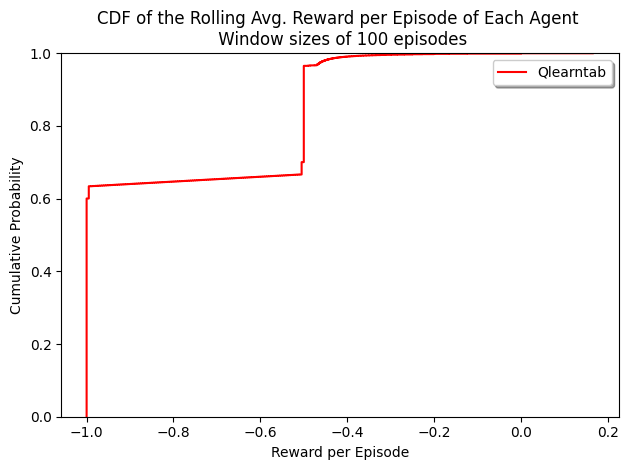 CDF of the Rolling Avg. Reward per Episode of Each Agent
Window sizes of 100 episodes
Qlearntab
1.0
0.8
0.6
0.4
0.2
0.0
Cumulative Probability
−1.0 −0.8 −0.6 −0.4 −0.2 0.0 0.2
Reward per Episode